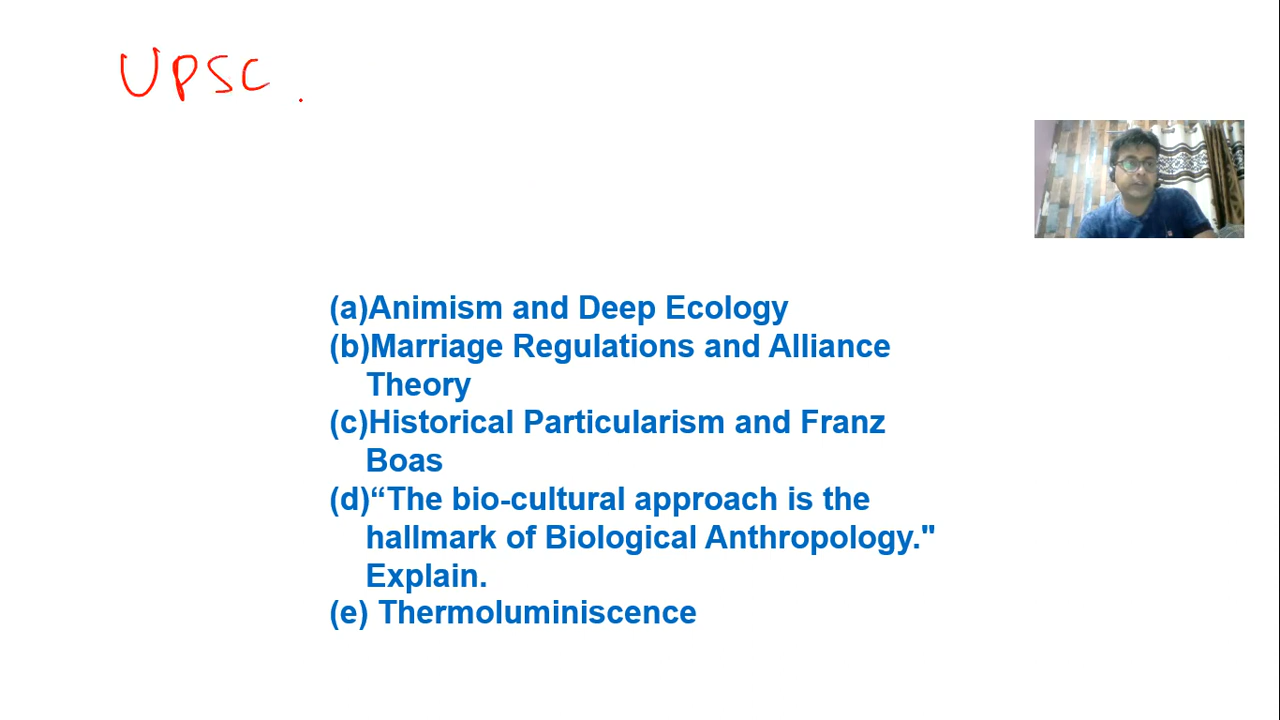 UPSC .
(a)Animism and Deep Ecology
(b)Marriage Regulations and Alliance
Theory
(c)Historical Particularism and Franz
Boas
(d)“The bio-cultural approach is the
hallmark of Biological Anthropology."
Explain.
(e) Thermoluminiscence